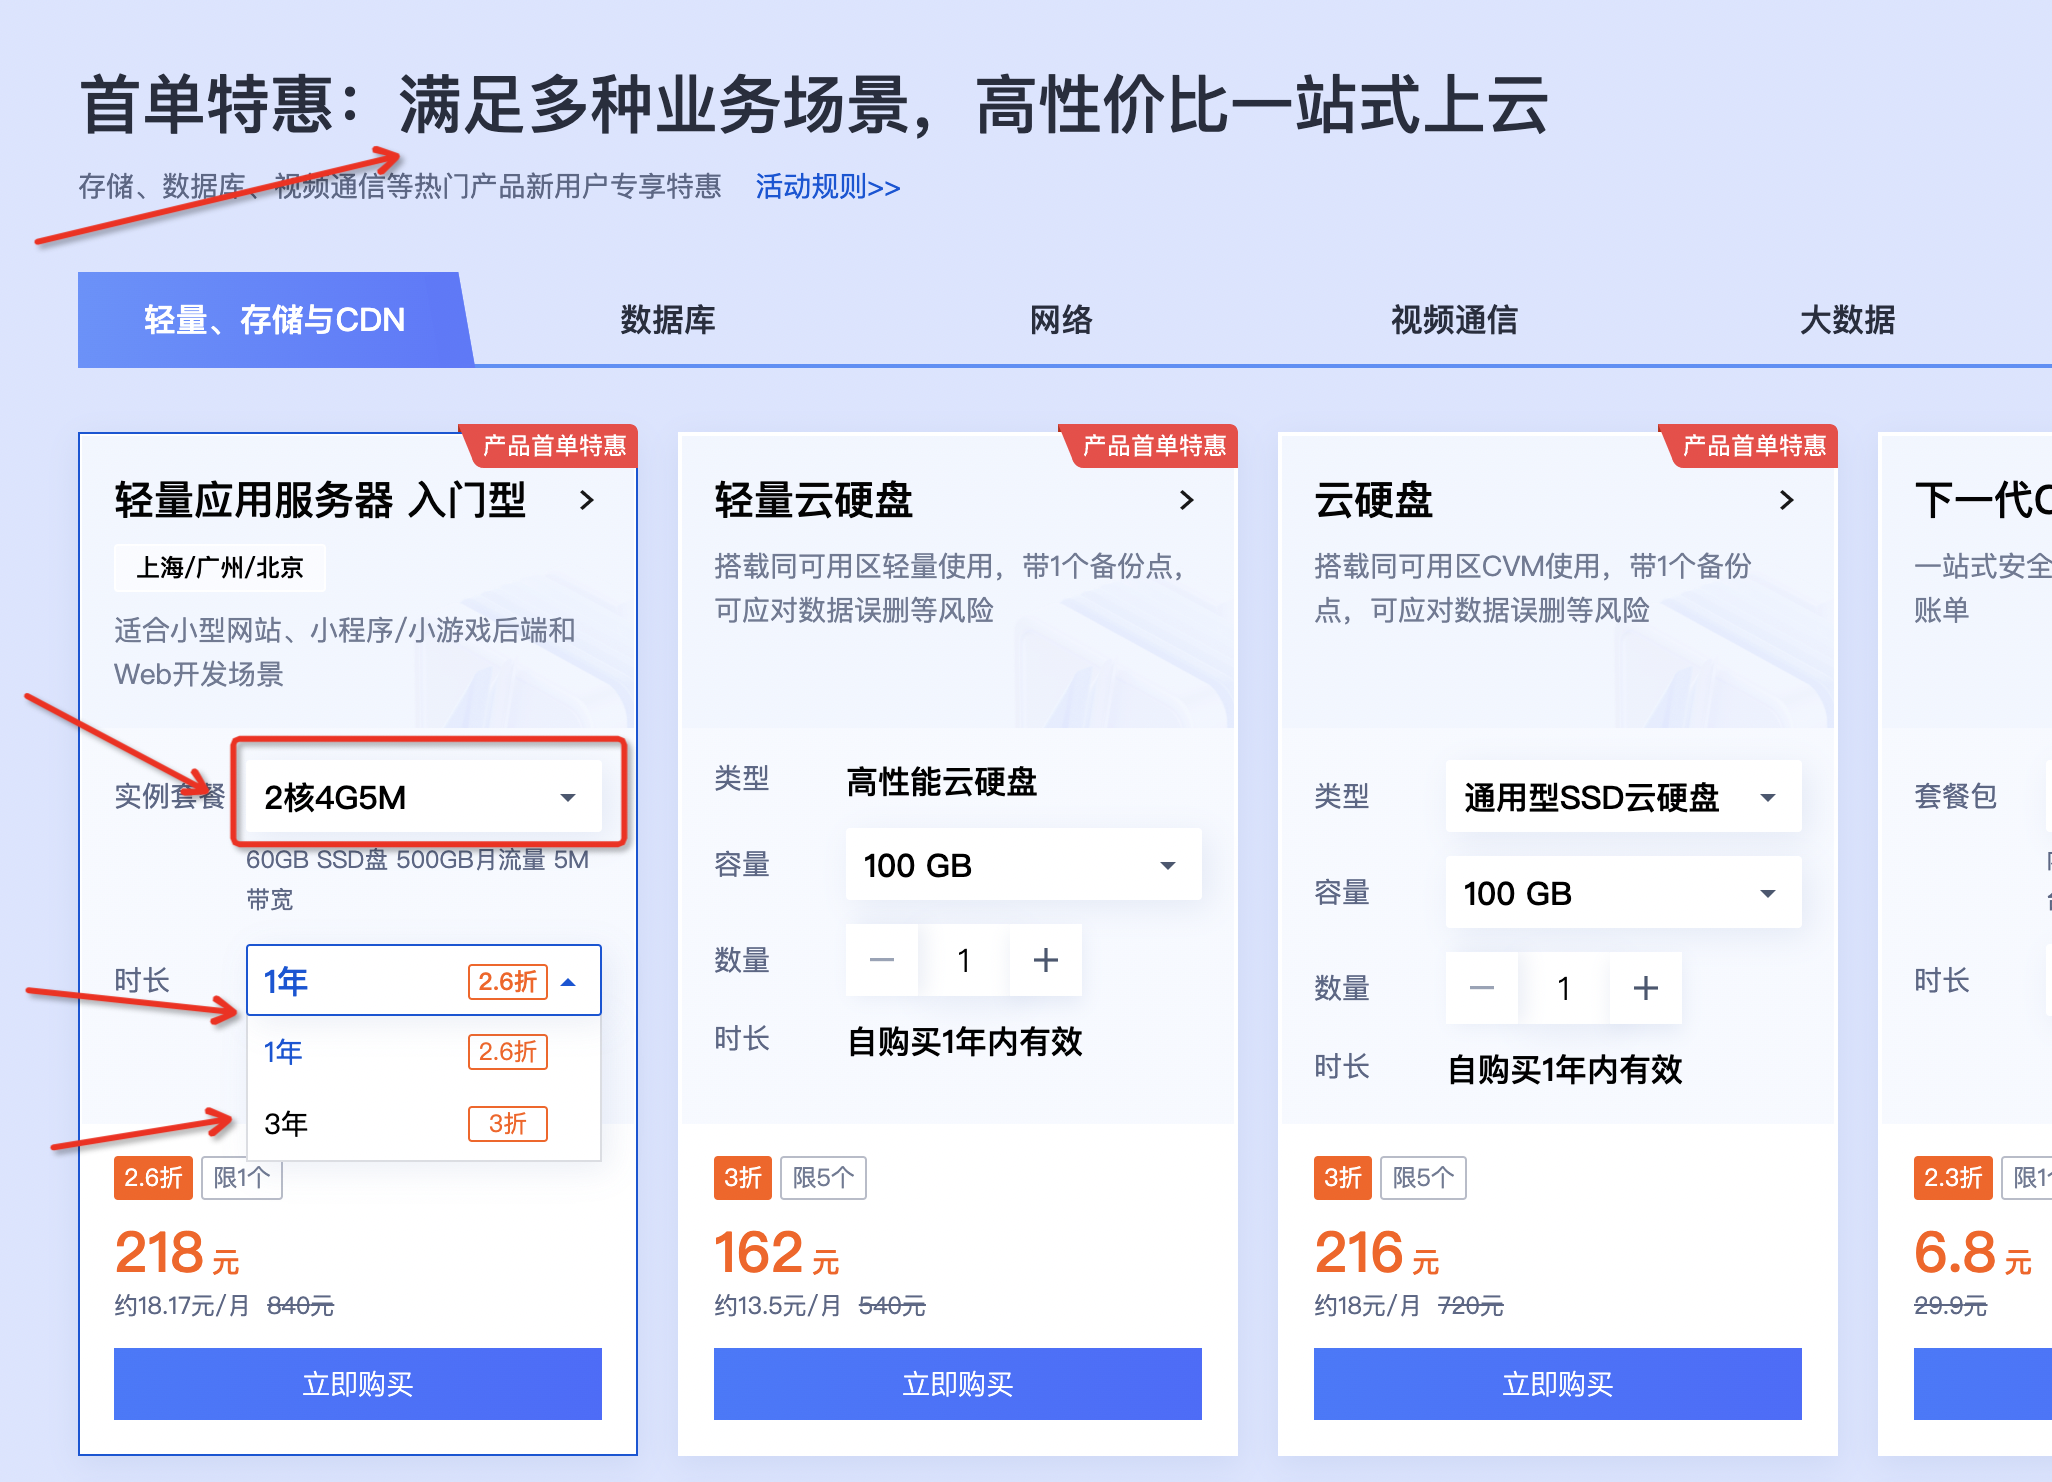 首单特惠：满足多种业务场景，高性价比一站式上云
存储、数据库、视频通信等热门产品新用户专享特惠 活动规则>>
轻量、存储与CDN 数据库 网络 视频通信 大数据
产品首单特惠
轻量应用服务器 入门型
上海/广州/北京
适合小型网站、小程序/小游戏后端和
Web开发场景
实例套餐 2核4G5M
60GB SSD盘 500GB月流量 5M
带宽
时长 1年 2.6折
1年 2.6折
3年 3折
2.6折 限1个
218 元
约18.17元/月 840元
立即购买
产品首单特惠
轻量云硬盘
搭载同可用区轻量使用，带1个备份点，
可应对数据误删等风险
类型 高性能云硬盘
容量 100 GB
数量 1
时长 自购买1年内有效
3折 限5个
162 元
约13.5元/月 540元
立即购买
产品首单特惠
云硬盘
搭载同可用区CVM使用，带1个备份
点，可应对数据误删等风险
类型 通用型SSD云硬盘
容量 100 GB
数量 1
时长 自购买1年内有效
3折 限5个
216 元
约18元/月 720元
立即购买
下一代C
一站式安全
账单
套餐包
时长
2.3折 限1
6.8 元
29.9元